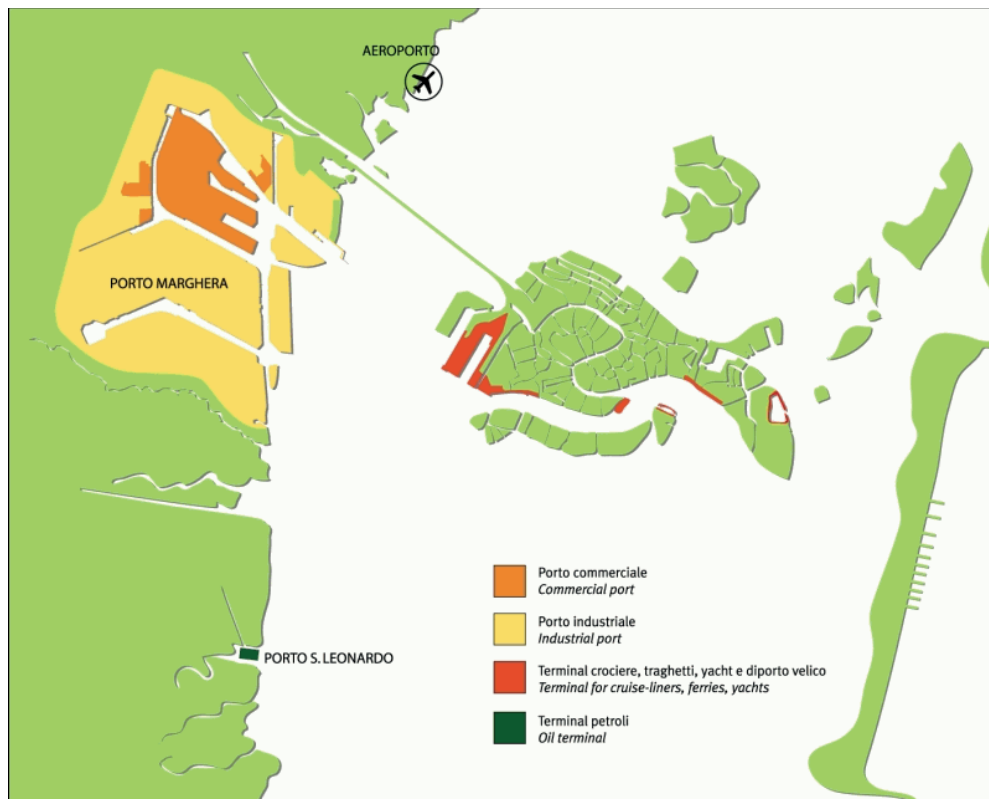 AEROPORTO
PORTO MARGHERA
Porto commerciale
Commercial port
Porto industriale
Industrial port
PORTO S. LEONARDO
Terminal crociere, traghetti, yacht e diporto velico
Terminal for cruise-liners, ferries, yachts
Terminal petroli
Oil terminal